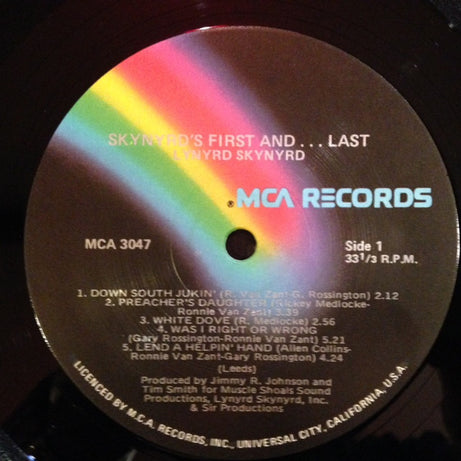 SKYNYRD'S FIRST AND... LAST
LYNYRD SKYNYRD
® MCA RECORDS
MCA 3047
Side 1
33 1/3 R.P.M.
1. DOWN SOUTH JUKIN' (R. Van Zant-G. Rossington) 2.12
2. PREACHER'S DAUGHTER (Rickey Medlocke-
Ronnie Van Zant) 3.39
3. WHITE DOVE (R. Medlocke) 2.56
4. WAS I RIGHT OR WRONG
(Gary Rossington-Ronnie Van Zant) 5.21
5. LEND A HELPIN' HAND (Allen Collins-
Ronnie Van Zant-Gary Rossington) 4.24
(Leeds)
Produced by Jimmy R. Johnson and
Tim Smith for Muscle Shoals Sound
Productions, Lynyrd Skynyrd, Inc.
& Sir Productions
LICENCED BY M.C.A. RECORDS, INC., UNIVERSAL CITY, CALIFORNIA, U.S.A.